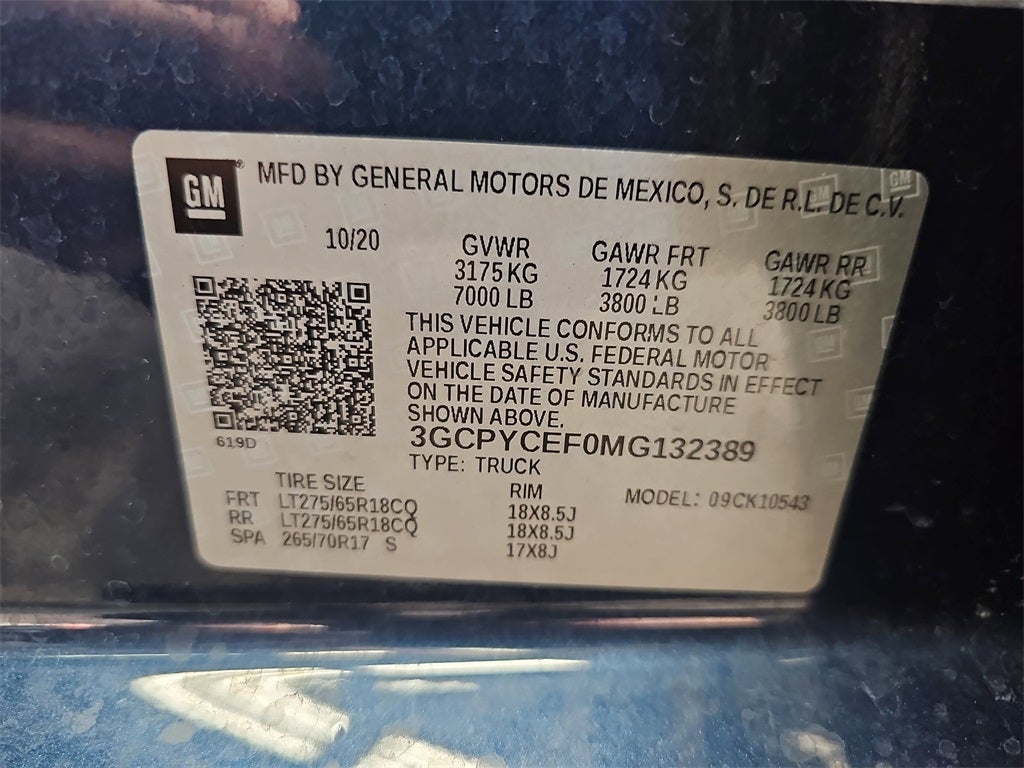 GM® MFD BY GENERAL MOTORS DE MEXICO, S. DE R.L. DE C.V.
10/20 GVWR GAWR FRT GAWR RR
3175 KG 1724 KG 1724 KG
7000 LB 3800 LB 3800 LB
THIS VEHICLE CONFORMS TO ALL
APPLICABLE U.S. FEDERAL MOTOR
VEHICLE SAFETY STANDARDS IN EFFECT
ON THE DATE OF MANUFACTURE
SHOWN ABOVE.
619D
3GCPYCEF0MG132389
TYPE: TRUCK
TIRE SIZE RIM MODEL: 09CK10543
FRT LT275/65R18CQ 18X8.5J
RR LT275/65R18CQ 18X8.5J
SPA 265/70R17 S 17X8J